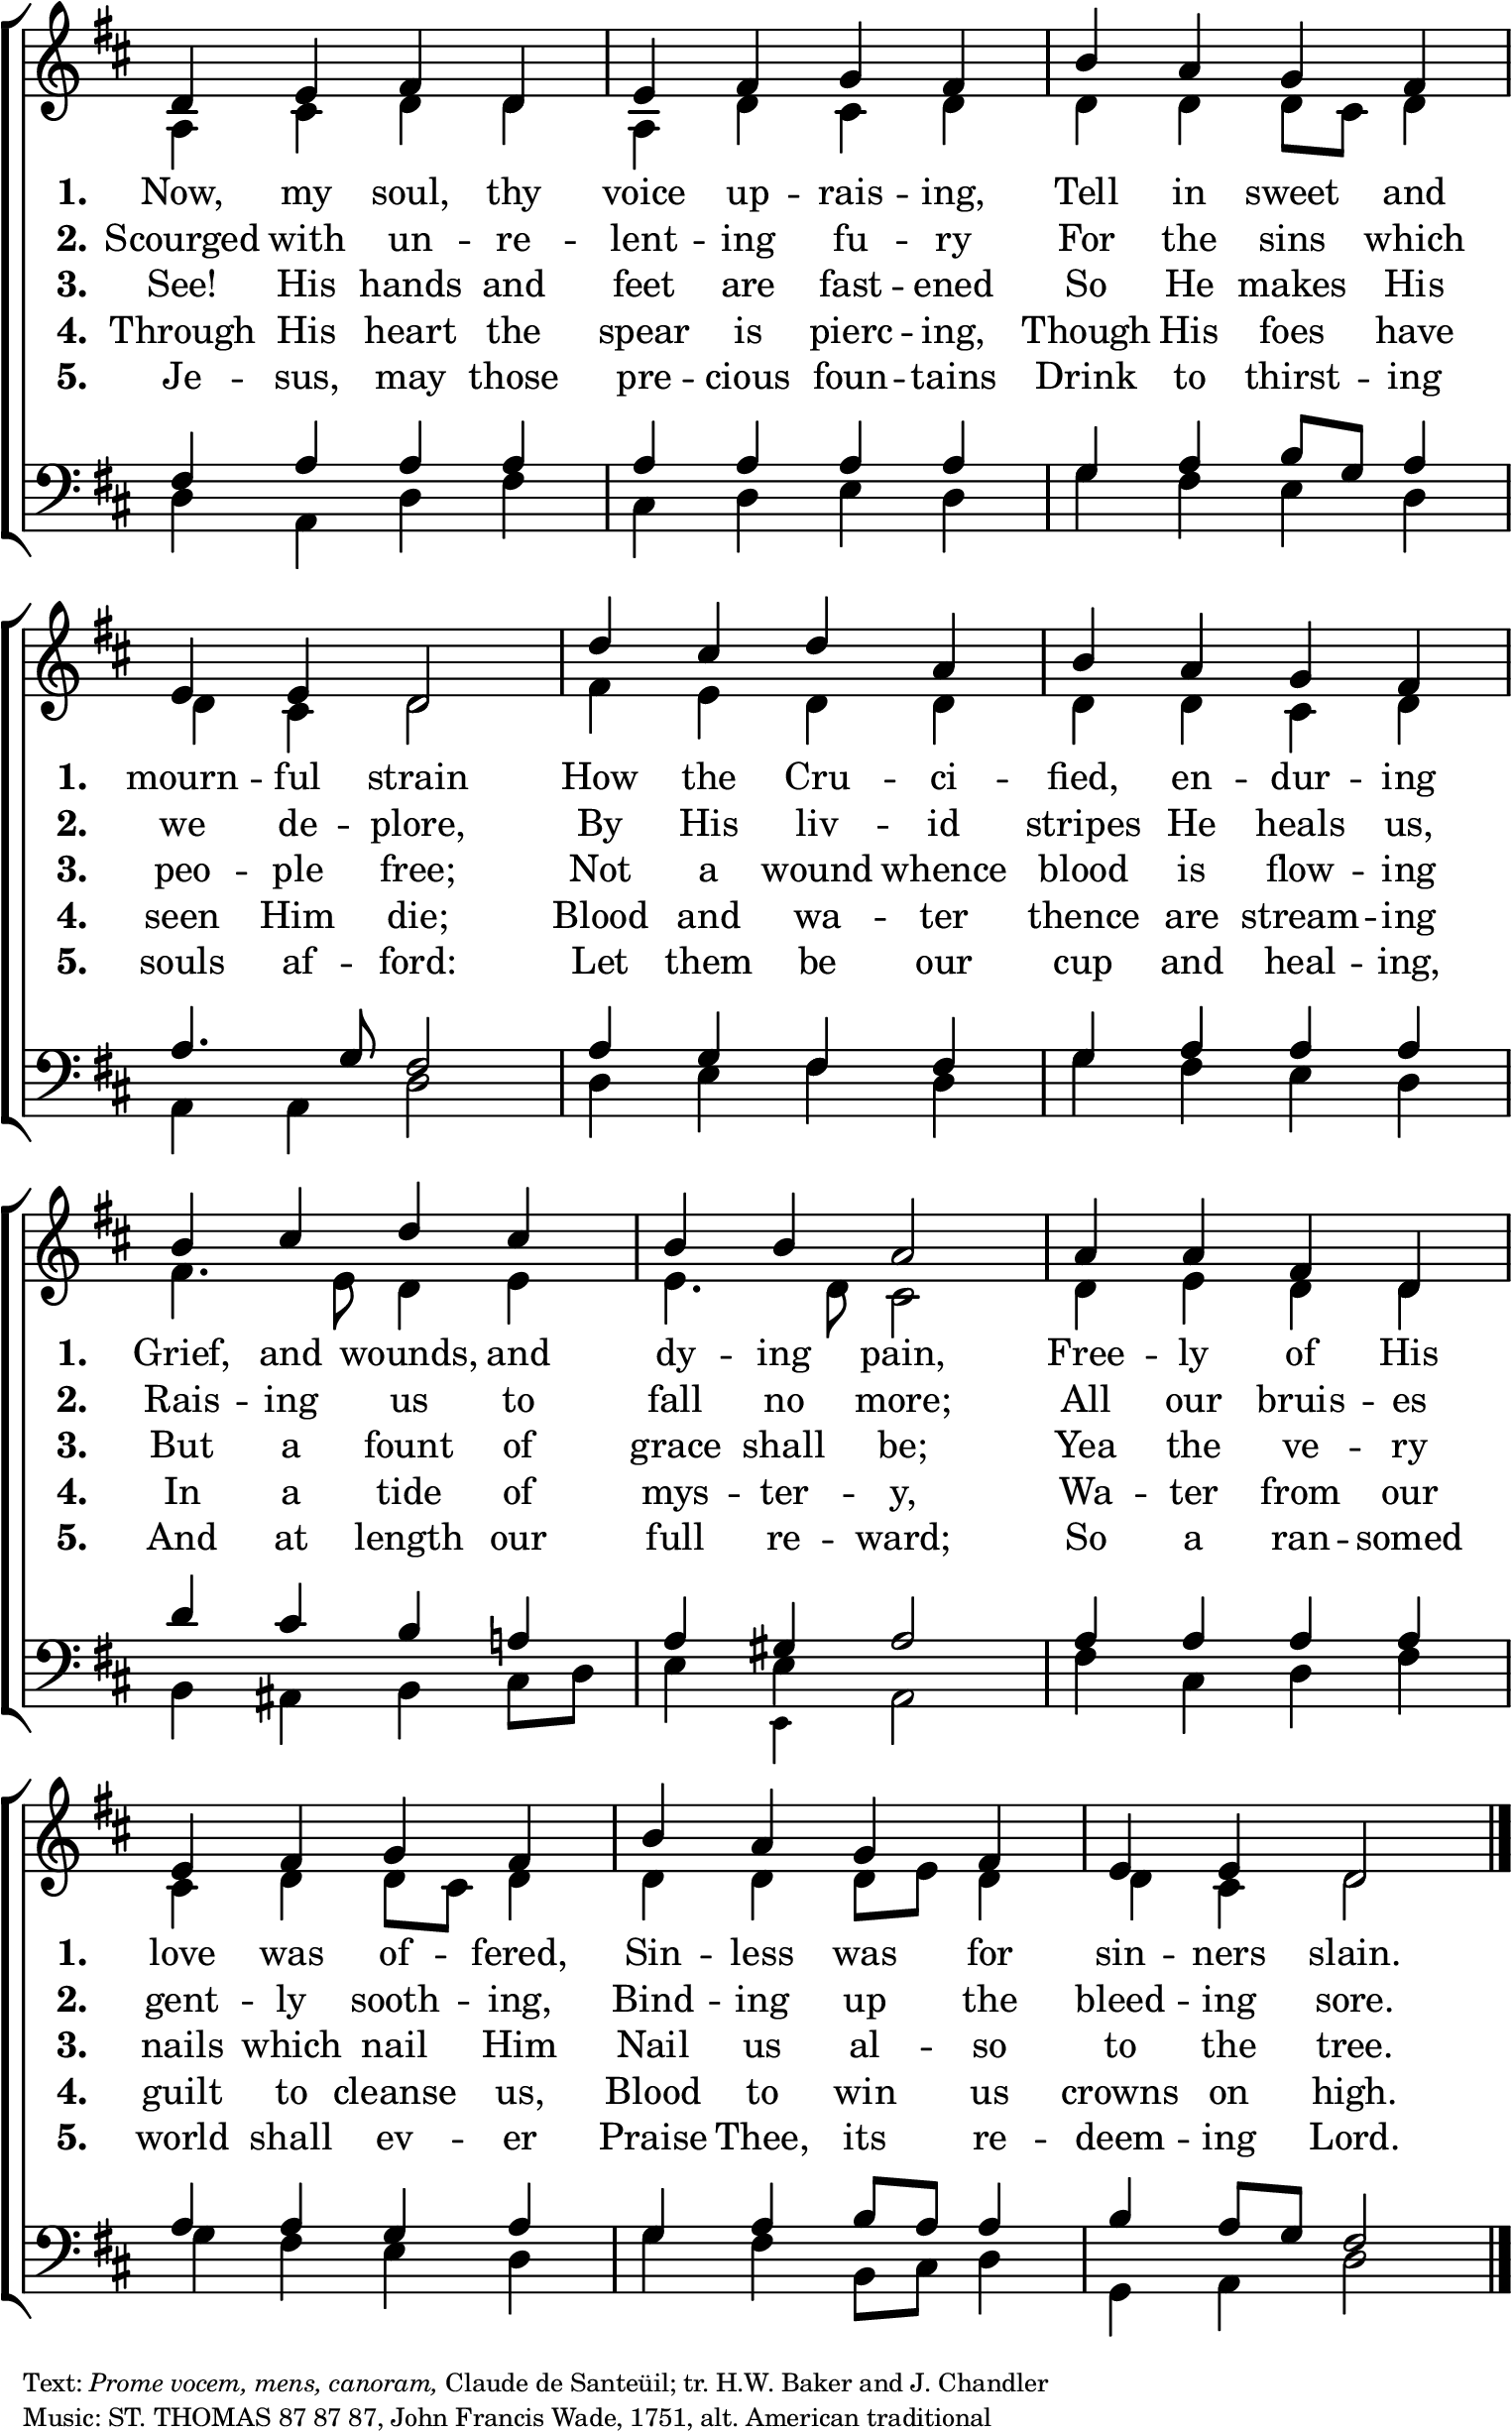 1. Now, my soul, thy voice up -- rais -- ing, Tell in sweet and
2. Scourged with un -- re -- lent -- ing fu -- ry For the sins which
3. See! His hands and feet are fast -- ened So He makes His
4. Through His heart the spear is pierc -- ing, Though His foes have
5. Je -- sus, may those pre -- cious foun -- tains Drink to thirst -- ing
1. mourn -- ful strain How the Cru -- ci -- fied, en -- dur -- ing
2. we de -- plore, By His liv -- id stripes He heals us,
3. peo -- ple free; Not a wound whence blood is flow -- ing
4. seen Him die; Blood and wa -- ter thence are stream -- ing
5. souls af -- ford: Let them be our cup and heal -- ing,
1. Grief, and wounds, and dy -- ing pain, Free -- ly of His
2. Rais -- ing us to fall no more; All our bruis -- es
3. But a fount of grace shall be; Yea the ve -- ry
4. In a tide of mys -- ter -- y, Wa -- ter from our
5. And at length our full re -- ward; So a ran -- somed
1. love was of -- fered, Sin -- less was for sin -- ners slain.
2. gent -- ly sooth -- ing, Bind -- ing up the bleed -- ing sore.
3. nails which nail Him Nail us al -- so to the tree.
4. guilt to cleanse us, Blood to win us crowns on high.
5. world shall ev -- er Praise Thee, its re -- deem -- ing Lord.
Text: Prome vocem, mens, canoram, Claude de Santeüil; tr. H.W. Baker and J. Chandler
Music: ST. THOMAS 87 87 87, John Francis Wade, 1751, alt. American traditional